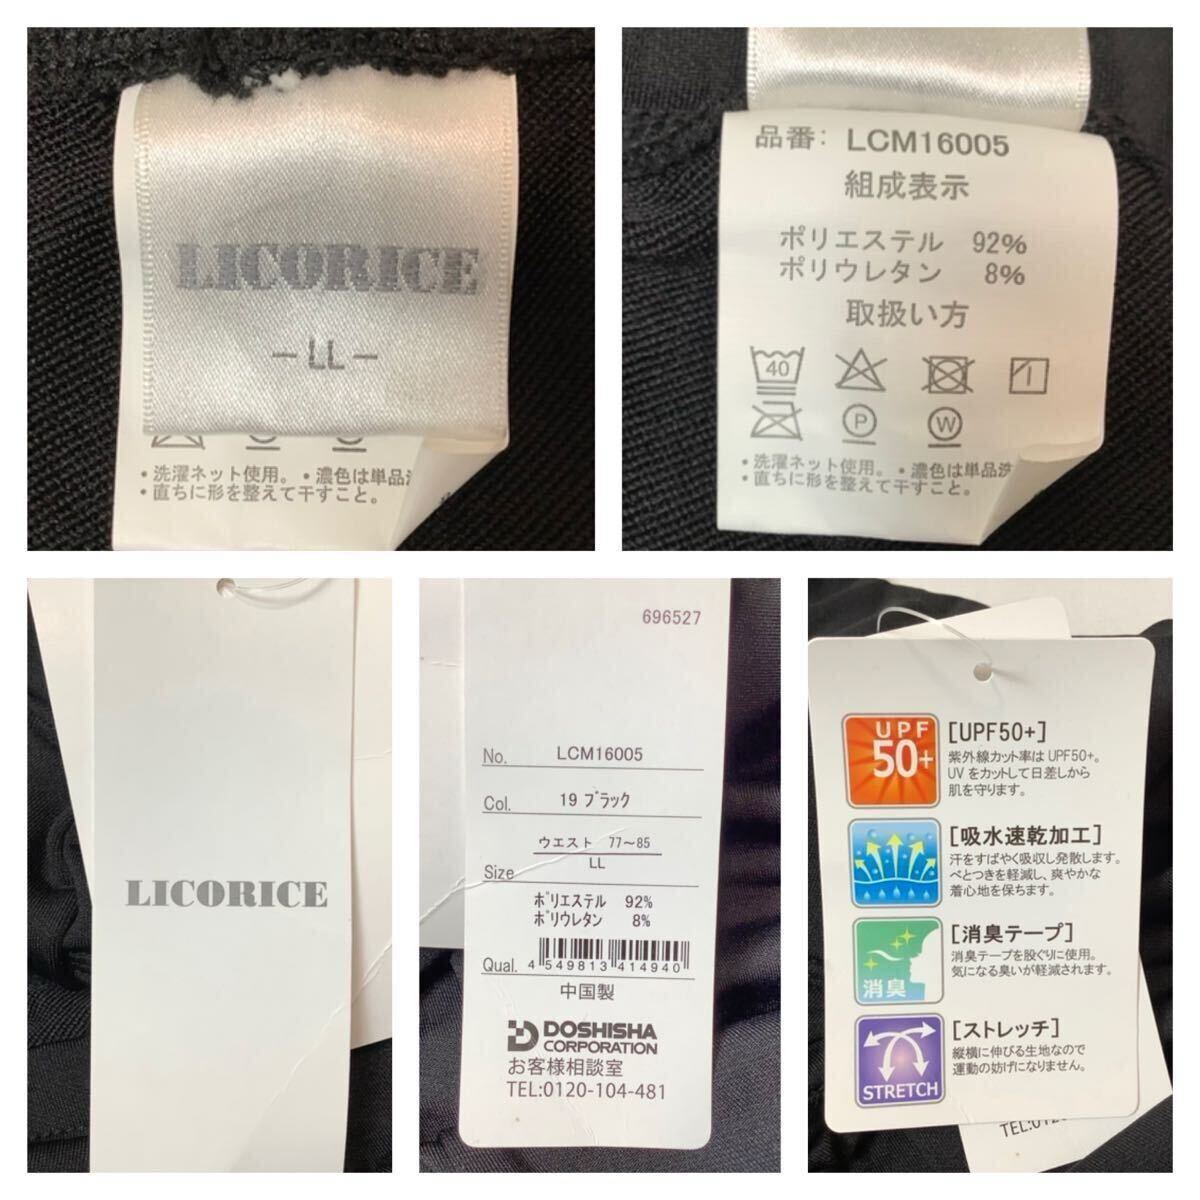 LICORICE
-LL-
・洗濯ネット使用。・濃色は単品
・直ちに形を整えて干すこと。
品番: LCM16005
組成表示
ポリエステル 92%
ポリウレタン 8%
取扱い方
40
P W
・洗濯ネット使用。・濃色は単品洗
・直ちに形を整えて干すこと。
LICORICE
696527
No. LCM16005
Col. 19 ブラック
ウエスト 77～85
Size LL
ポリエステル 92%
ポリウレタン 8%
Qual.
4 549813 414940
中国製
DOSHISHA
CORPORATION
お客様相談室
TEL:0120-104-481
UPF
50+
[UPF50+]
紫外線カット率はUPF50+。
UVをカットして日差しから
肌を守ります。
[吸水速乾加工]
汗をすばやく吸収し発散します。
べとつきを軽減し、爽やかな
着心地を保ちます。
[消臭テープ]
消臭テープを股ぐりに使用。
気になる臭いが軽減されます。
消臭
[ストレッチ]
縦横に伸びる生地なので
運動の妨げになりません。
STRETCH